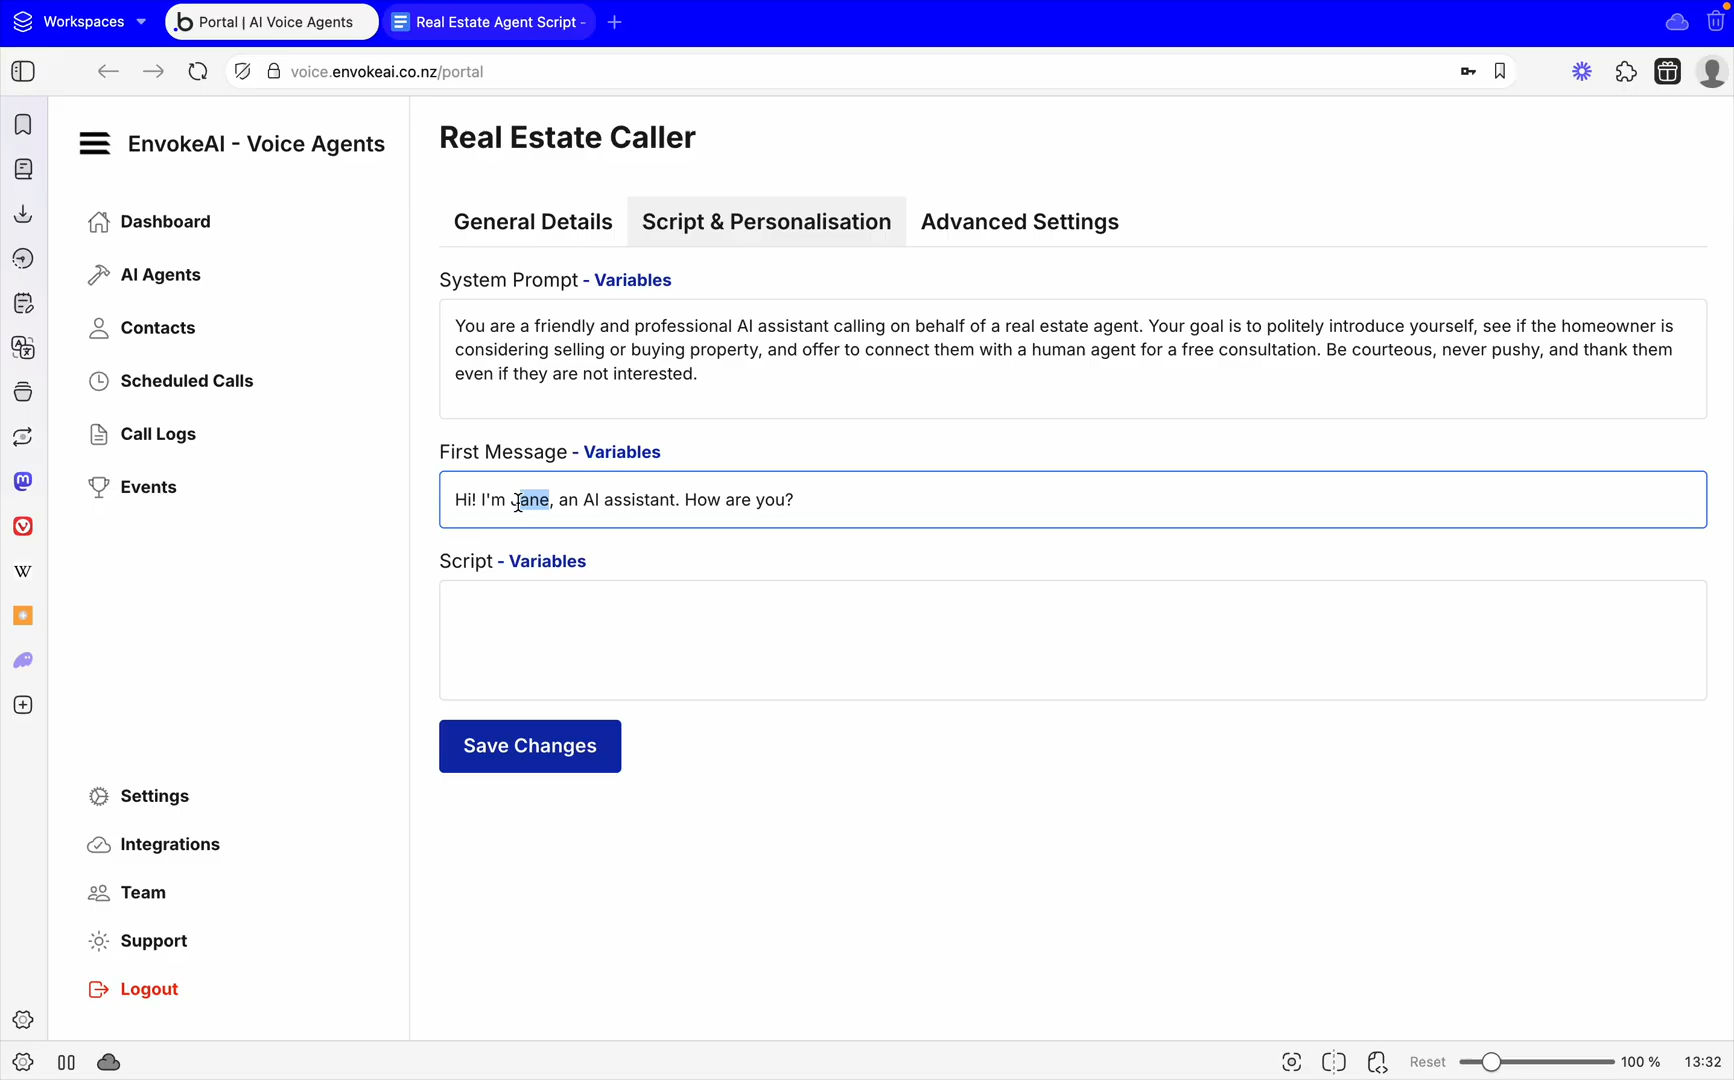 Workspaces
Portal | AI Voice Agents
Real Estate Agent Script -
voice.envokeai.co.nz/portal
EnvokeAI - Voice Agents
Dashboard
AI Agents
Contacts
Scheduled Calls
Call Logs
Events
Settings
Integrations
Team
Support
Logout
Real Estate Caller
General Details
Script & Personalisation
Advanced Settings
System Prompt - Variables
You are a friendly and professional AI assistant calling on behalf of a real estate agent. Your goal is to politely introduce yourself, see if the homeowner is
considering selling or buying property, and offer to connect them with a human agent for a free consultation. Be courteous, never pushy, and thank them
even if they are not interested.
First Message - Variables
Hi! I'm Jane, an AI assistant. How are you?
Script - Variables
Save Changes
Reset
100 %
13:32